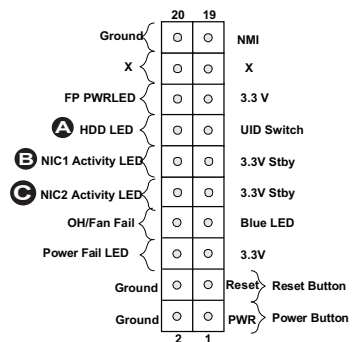 20 19
Ground NMI
X X
FP PWRLED 3.3 V
A HDD LED UID Switch
B NIC1 Activity LED 3.3V Stby
C NIC2 Activity LED 3.3V Stby
OH/Fan Fail Blue LED
Power Fail LED 3.3V
Ground Reset Reset Button
Ground PWR Power Button
2 1